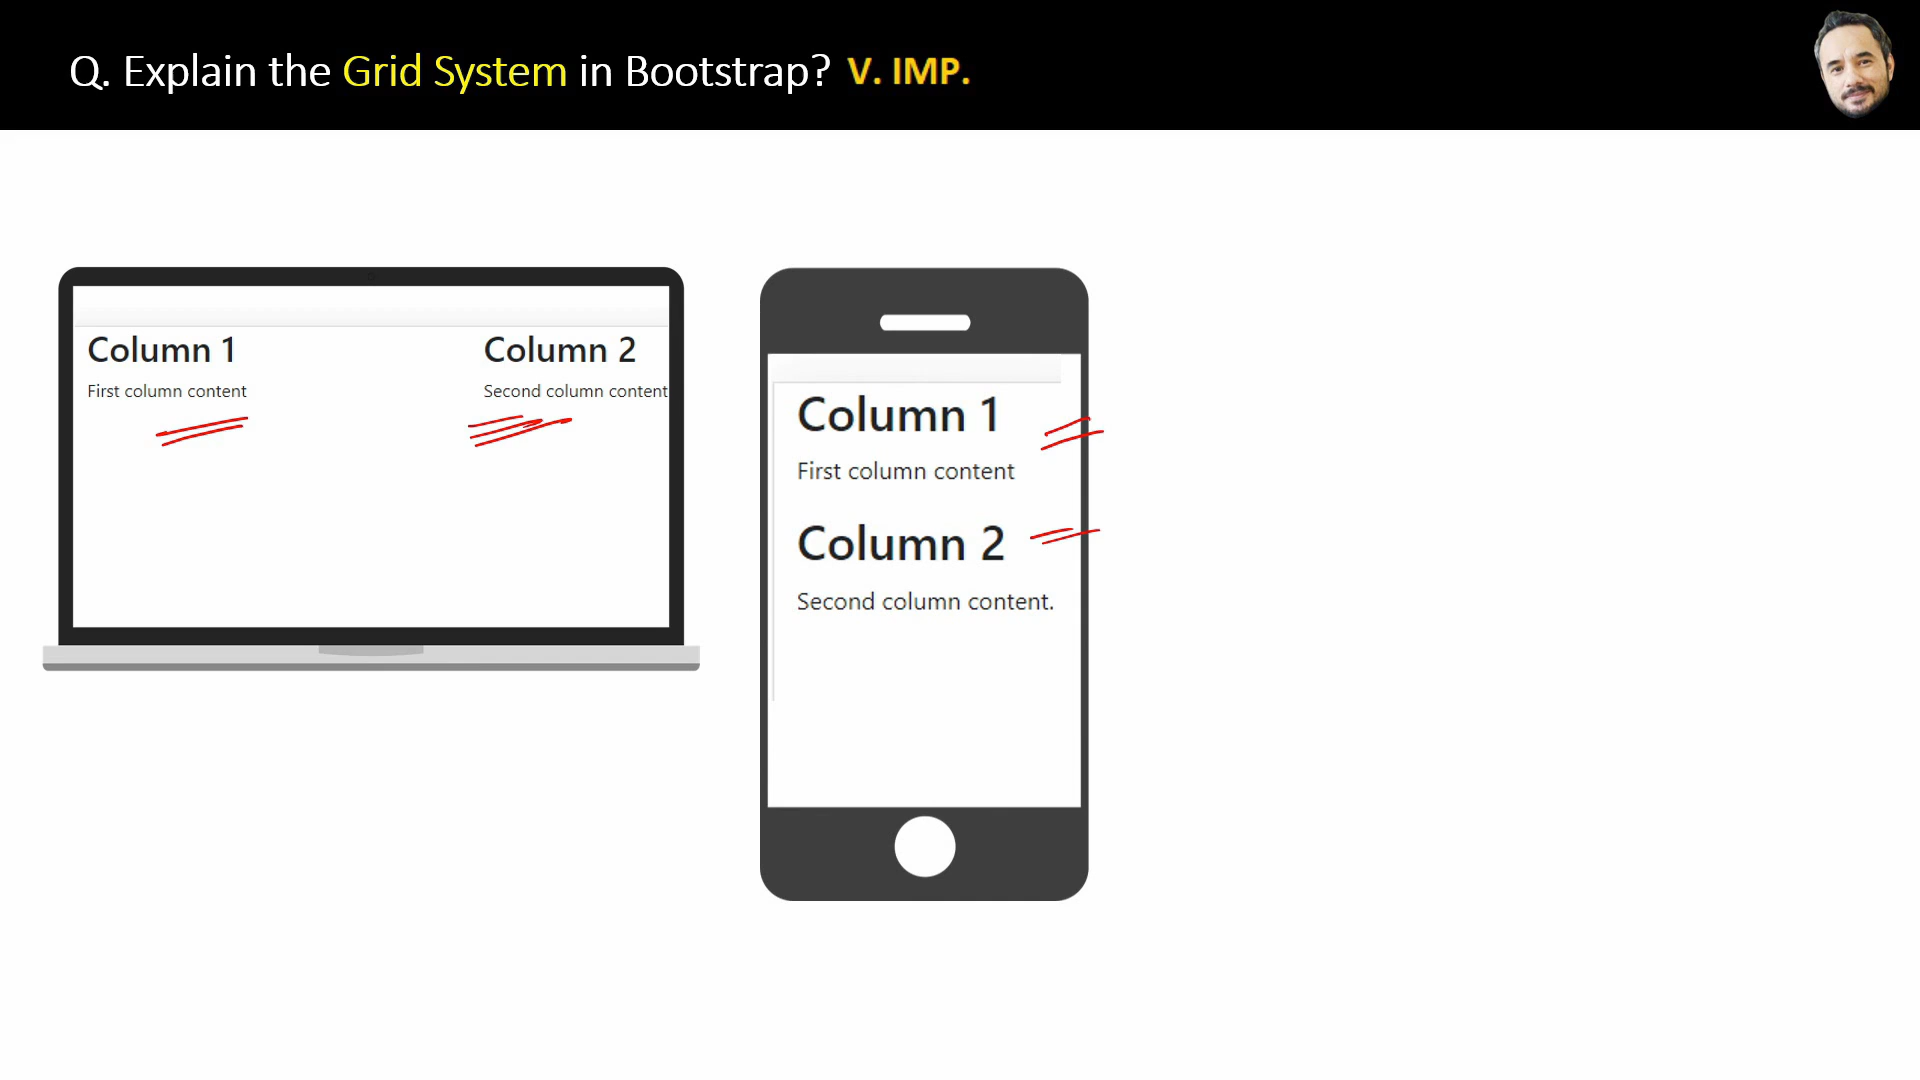 Q. Explain the Grid System in Bootstrap? V. IMP.
Column 1
First column content
Column 2
Second column content
Column 1
First column content
Column 2
Second column content.